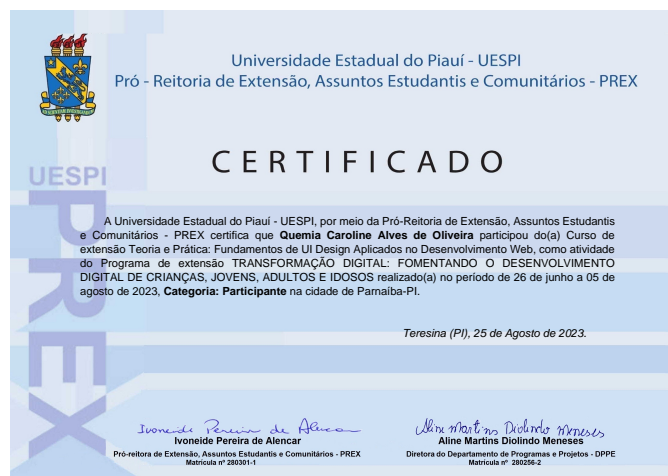 Universidade Estadual do Piauí - UESPI
Pró - Reitoria de Extensão, Assuntos Estudantis e Comunitários - PREX
CERTIFICADO
UESPI
PREX
A Universidade Estadual do Piauí - UESPI, por meio da Pró-Reitoria de Extensão, Assuntos Estudantis
e Comunitários - PREX certifica que Quemia Caroline Alves de Oliveira participou do(a) Curso de
extensão Teoria e Prática: Fundamentos de UI Design Aplicados no Desenvolvimento Web, como atividade
do Programa de extensão TRANSFORMAÇÃO DIGITAL: FOMENTANDO O DESENVOLVIMENTO
DIGITAL DE CRIANÇAS, JOVENS, ADULTOS E IDOSOS realizado(a) no período de 26 de junho a 05 de
agosto de 2023, Categoria: Participante na cidade de Parnaíba-PI.
Teresina (PI), 25 de Agosto de 2023.
Ivoneide Pereira de Alencar
Ivoneide Pereira de Alencar
Pró-reitora de Extensão, Assuntos Estudantis e Comunitários - PREX
Matrícula nº 280301-1
Aline Martins Diolindo Meneses
Aline Martins Diolindo Meneses
Diretora do Departamento de Programas e Projetos - DPPE
Matrícula nº 280256-2